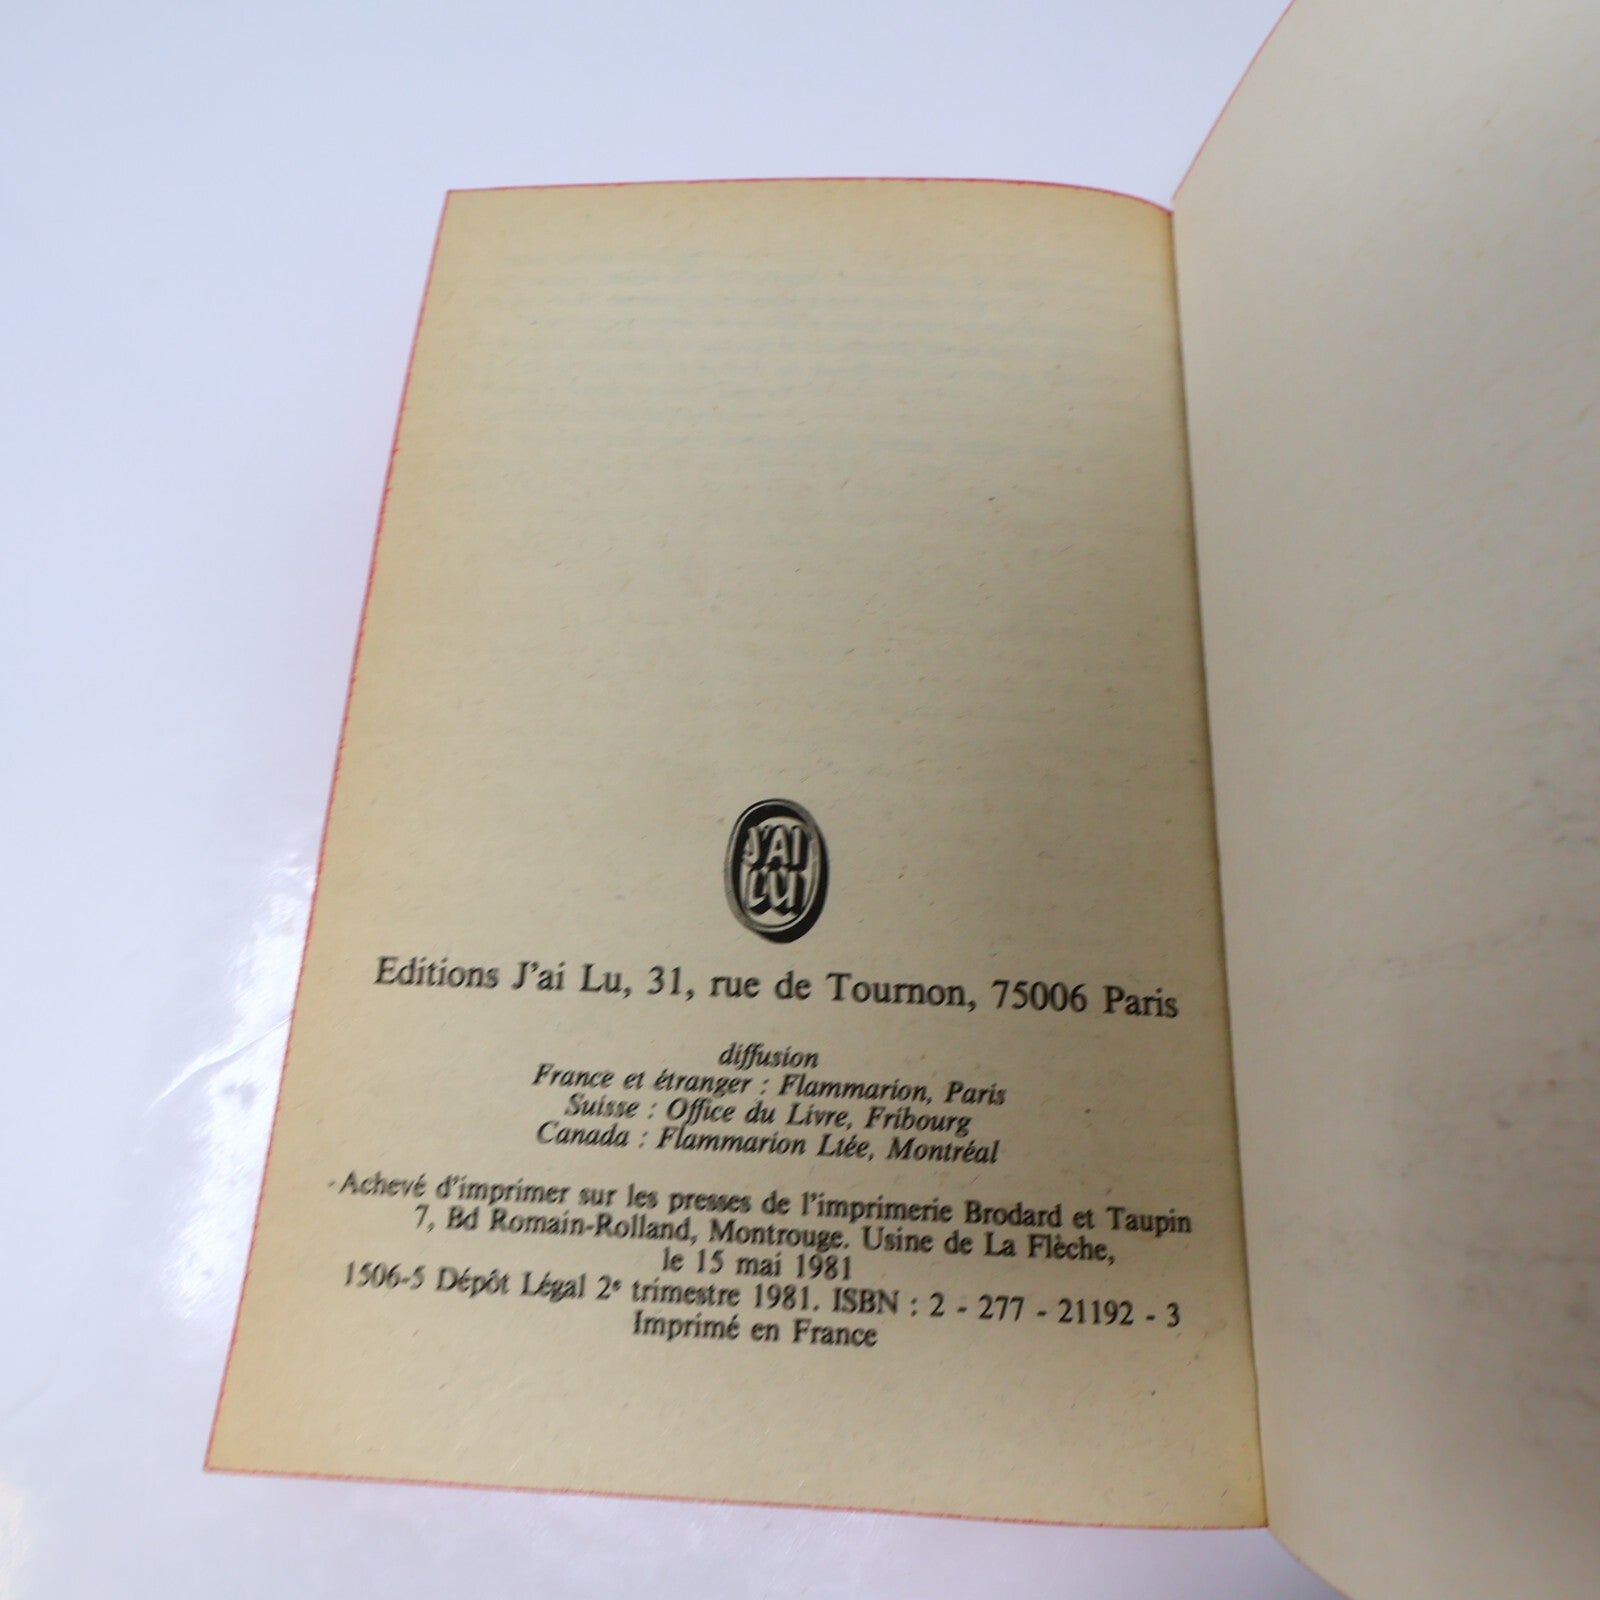 J'AI
LU
Editions J'ai Lu, 31, rue de Tournon, 75006 Paris
diffusion
France et étranger : Flammarion, Paris
Suisse : Office du Livre, Fribourg
Canada : Flammarion Ltée, Montréal
Achevé d'imprimer sur les presses de l'imprimerie Brodard et Taupin
7, Bd Romain-Rolland, Montrouge. Usine de La Flèche,
le 15 mai 1981
1506-5 Dépôt Légal 2e trimestre 1981. ISBN : 2 - 277 - 21192 - 3
Imprimé en France